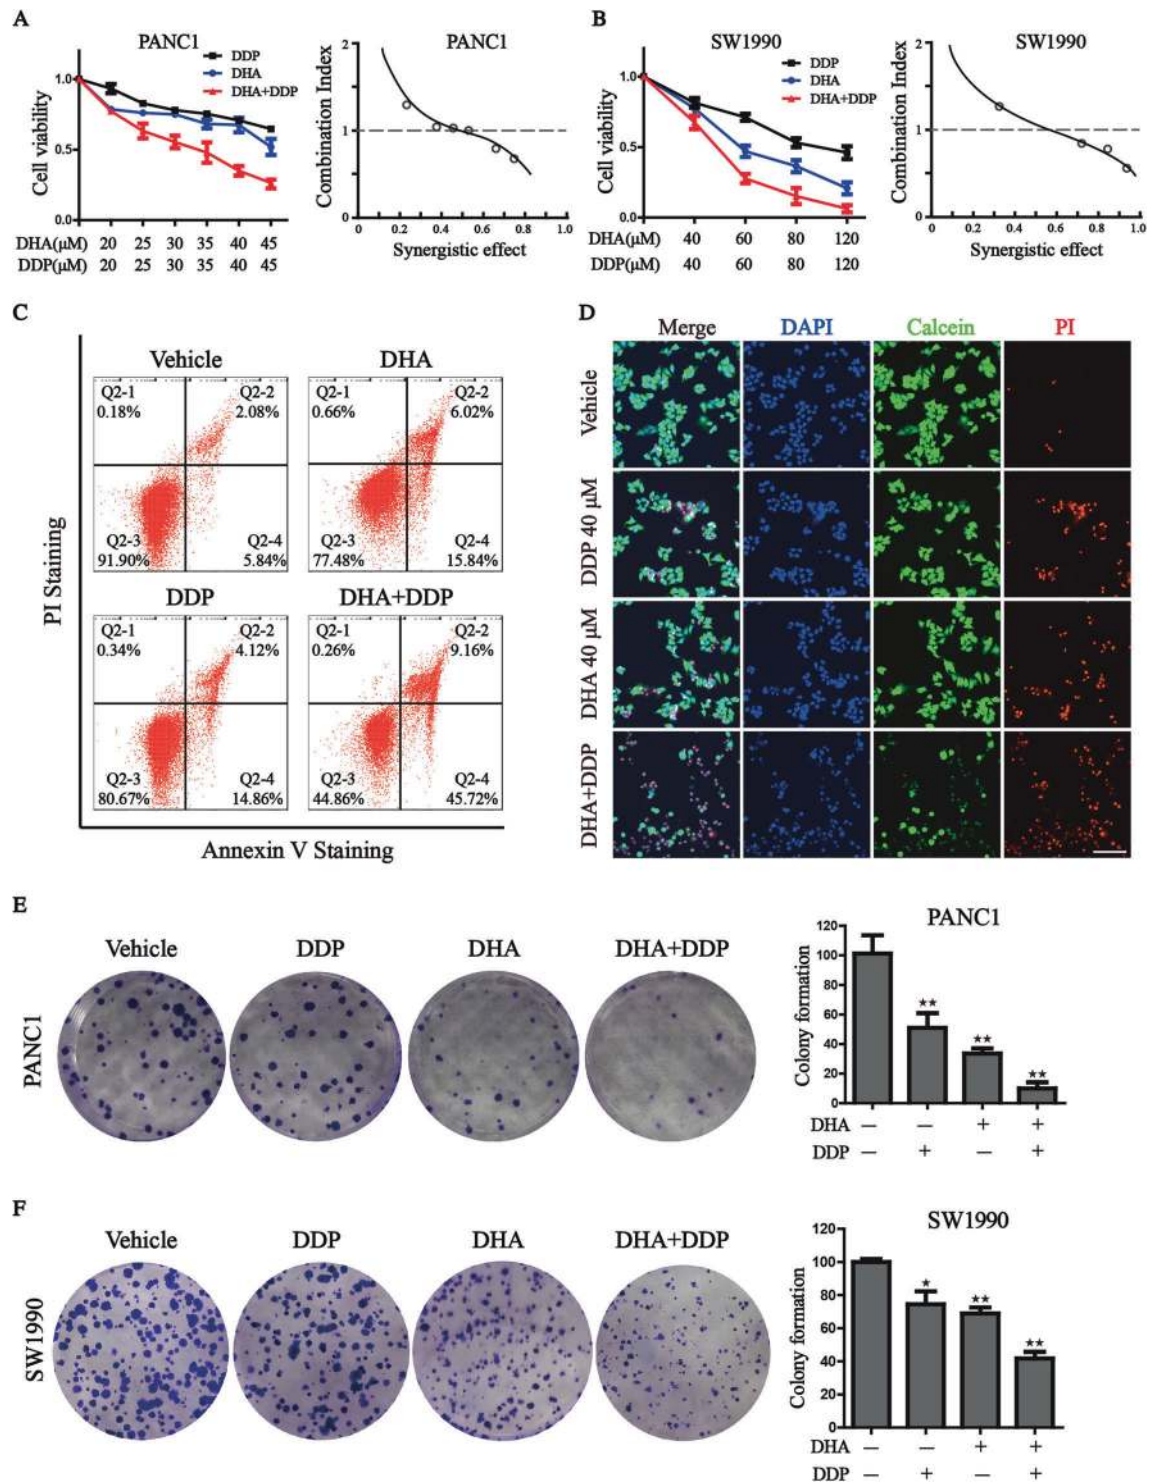 A
PANC1
DDP
DHA
DHA+DDP
Cell viability
1.0
0.5
0.0
DHA(μM) 20 25 30 35 40 45
DDP(μM) 20 25 30 35 40 45
PANC1
Combination Index
2
1
0
0 0.2 0.4 0.6 0.8 1.0
Synergistic effect
B
SW1990
DDP
DHA
DHA+DDP
Cell viability
1.0
0.5
0.0
DHA(μM) 40 60 80 120
DDP(μM) 40 60 80 120
SW1990
Combination Index
2
1
0
0 0.2 0.4 0.6 0.8 1.0
Synergistic effect
C
PI Staining
Vehicle
Q2-1 Q2-2
0.18% 2.08%
Q2-3 Q2-4
91.90% 5.84%
DHA
Q2-1 Q2-2
0.66% 6.02%
Q2-3 Q2-4
77.48% 15.84%
DDP
Q2-1 Q2-2
0.34% 4.12%
Q2-3 Q2-4
80.67% 14.86%
DHA+DDP
Q2-1 Q2-2
0.26% 9.16%
Q2-3 Q2-4
44.86% 45.72%
Annexin V Staining
D
Merge DAPI Calcein PI
Vehicle
DDP 40 μM
DHA 40 μM
DHA+DDP
E
Vehicle DDP DHA DHA+DDP
PANC1
PANC1
Colony formation
120
100
80
60
40
20
0
★★
★★
★★
DHA — — + +
DDP — + — +
F
Vehicle DDP DHA DHA+DDP
SW1990
SW1990
Colony formation
120
100
80
60
40
20
0
★
★★
★★
DHA — — + +
DDP — + — +